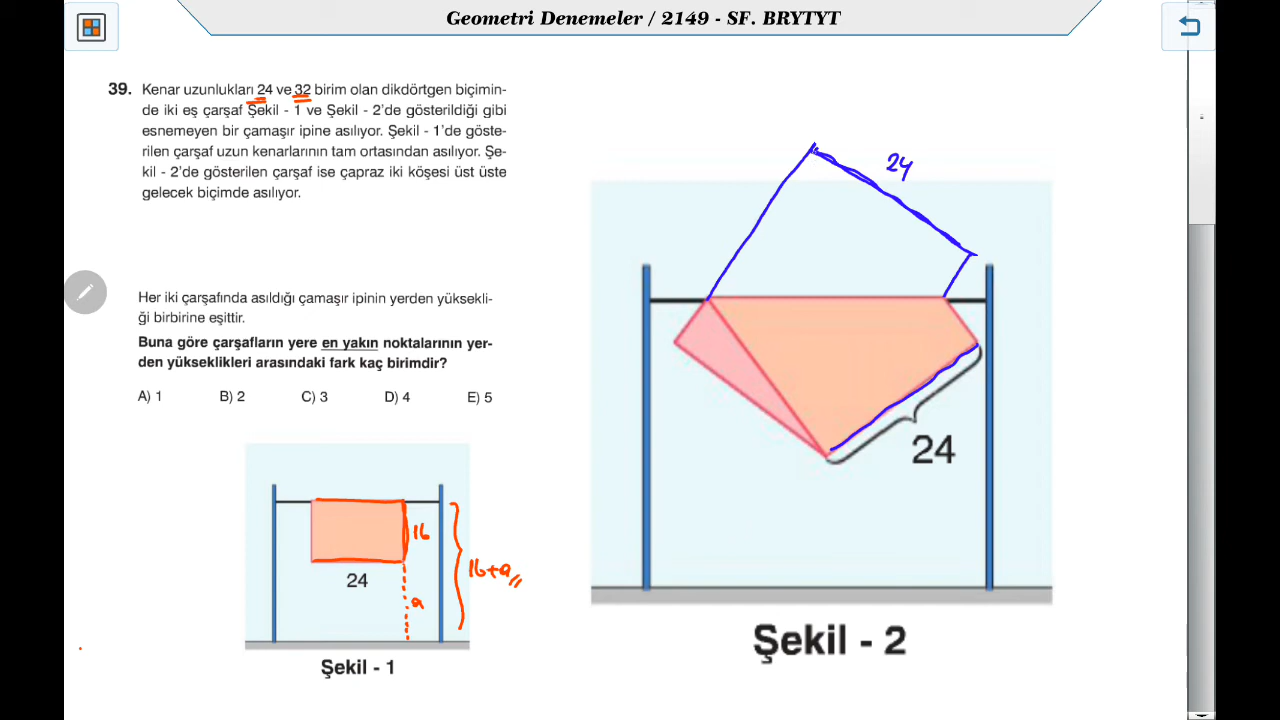 Geometri Denemeler / 2149 - SF. BRYTYT
39. Kenar uzunlukları 24 ve 32 birim olan dikdörtgen biçimin-
de iki eş çarşaf Şekil - 1 ve Şekil - 2'de gösterildiği gibi
esnemeyen bir çamaşır ipine asılıyor. Şekil - 1'de göste-
rilen çarşaf uzun kenarlarının tam ortasından asılıyor. Şe-
kil - 2'de gösterilen çarşaf ise çapraz iki köşesi üst üste
gelecek biçimde asılıyor.
Her iki çarşafında asıldığı çamaşır ipinin yerden yüksekli-
ği birbirine eşittir.
Buna göre çarşafların yere en yakın noktalarının yer-
den yükseklikleri arasındaki fark kaç birimdir?
A) 1 B) 2 C) 3 D) 4 E) 5
16
24
a
16+a
Şekil - 1
24
24
Şekil - 2